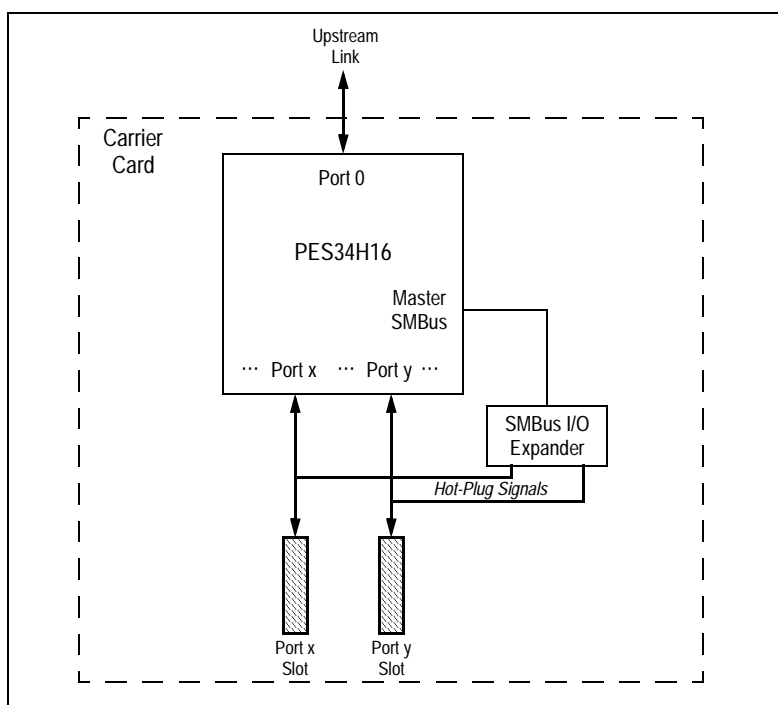 Upstream
Link
Carrier
Card
Port 0
PES34H16
Master
SMBus
··· Port x ··· Port y ···
SMBus I/O
Expander
Hot-Plug Signals
Port x
Slot
Port y
Slot